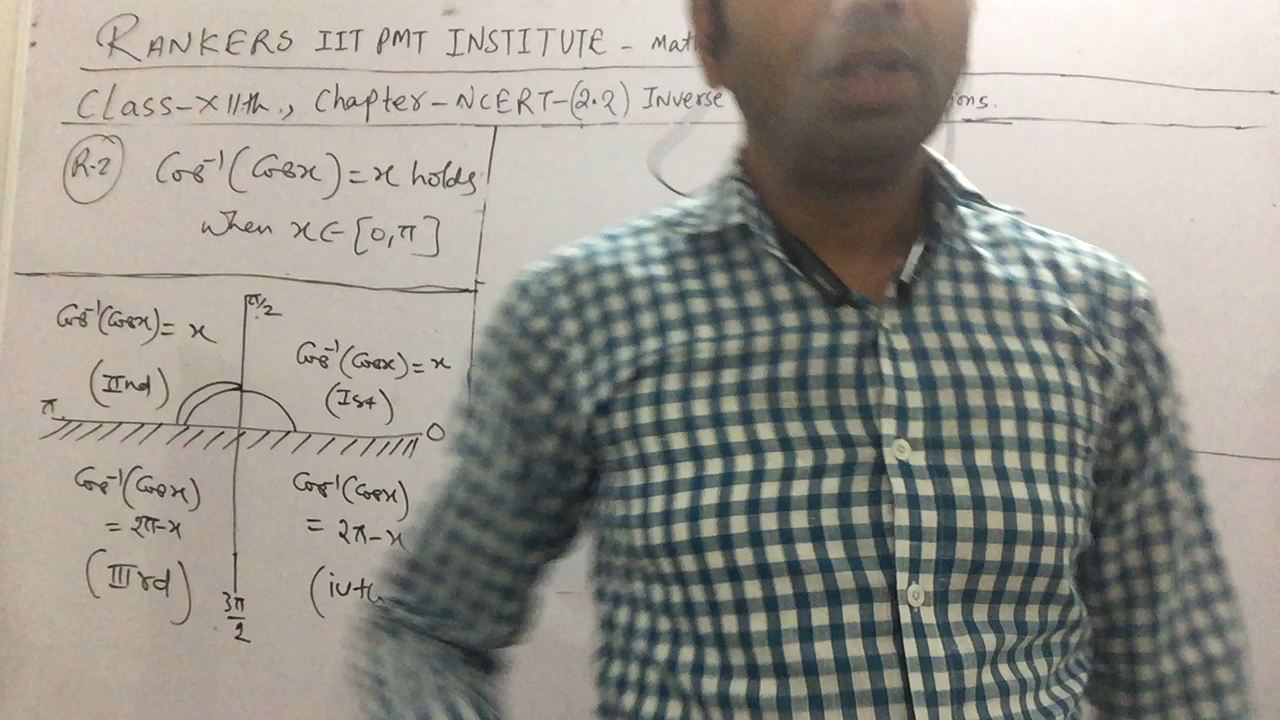 RANKERS IIT PMT INSTITUTE - Mat
Class-XIIth., Chapter-NCERT-(2.2) Inverse ions.
R-2 Cos⁻¹(Cosx)=x holds
when x∈[0,π]
π/2
Cos⁻¹(Cosx)= x
(IInd)
Cos⁻¹(Cosx)=x
(Ist)
π
0
Cos⁻¹(Cosx)
= 2π-x
(IIIrd)
Cos⁻¹(Cosx)
= 2π-x
(ivth
3π/2